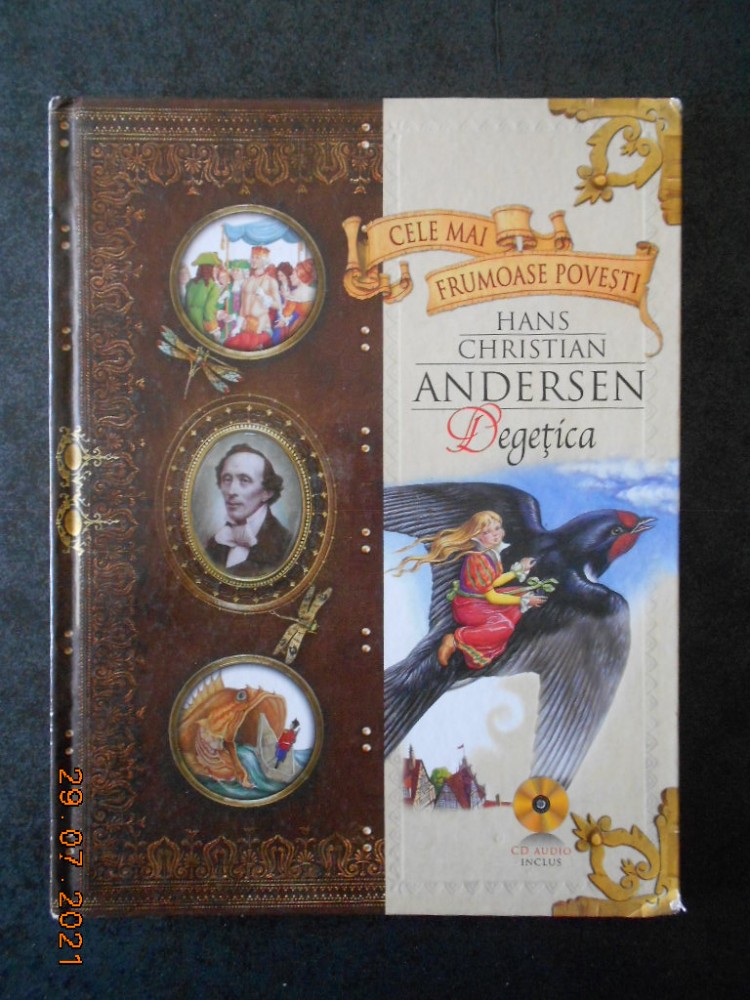 CELE MAI
FRUMOASE POVEȘTI
HANS
CHRISTIAN
ANDERSEN
Degețica
CD AUDIO
INCLUS
29.07.2021